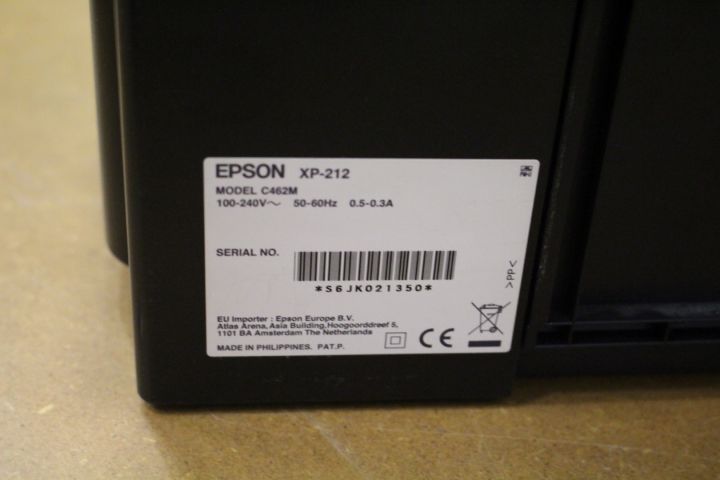 EPSON XP-212
MODEL C462M
100-240V～ 50-60Hz 0.5-0.3A
SERIAL NO.
*S6JK021350*
>PP<
EU Importer : Epson Europe B.V.
Atlas Arena, Asia Building,Hoogoorddreef 5,
1101 BA Amsterdam The Netherlands
MADE IN PHILIPPINES. PAT.P.
CE